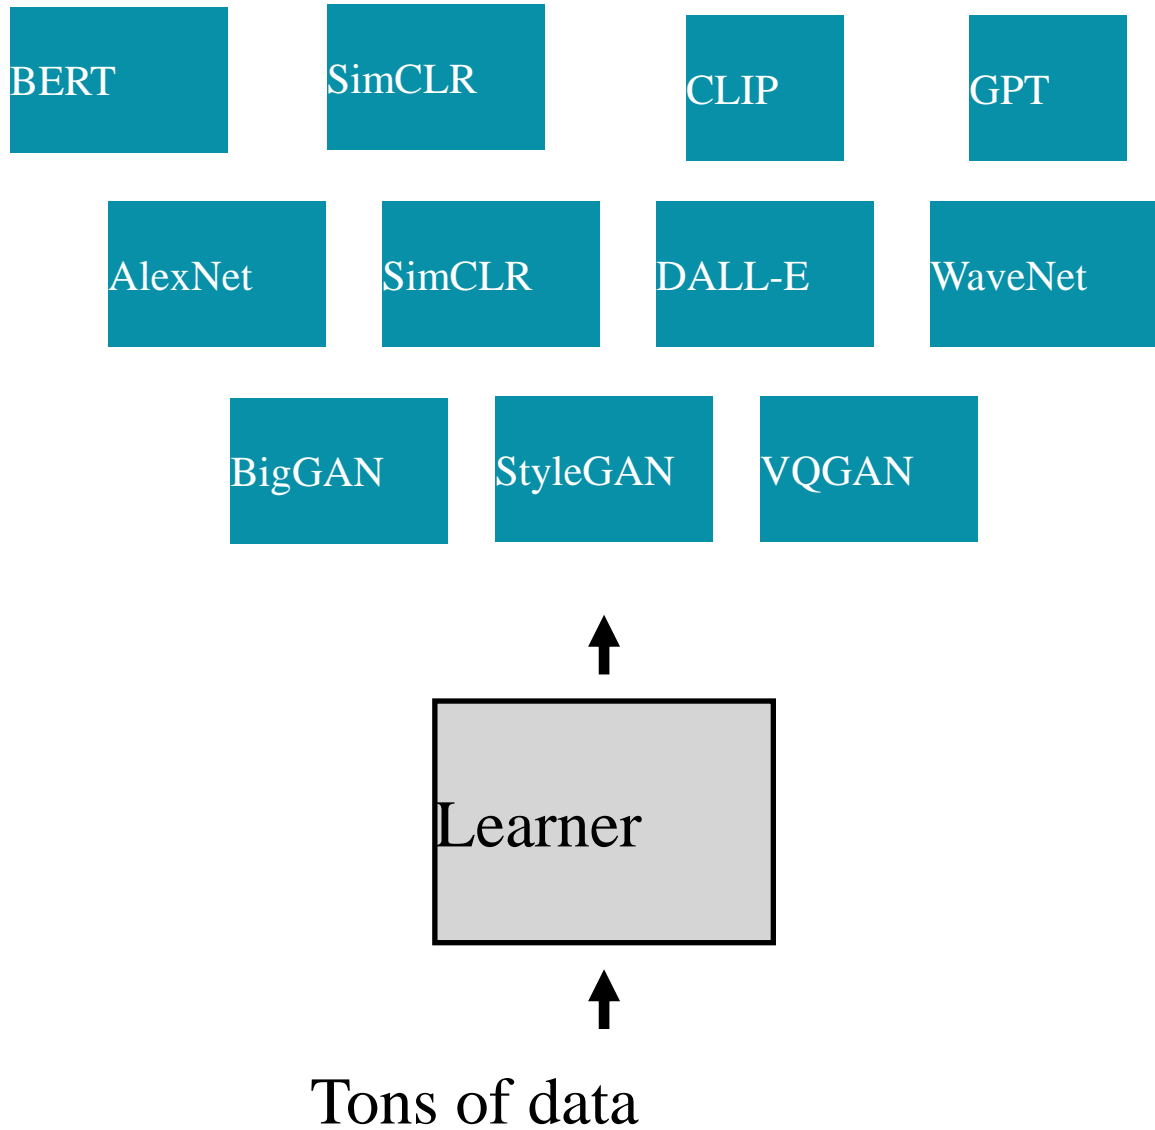 BERT
SimCLR
CLIP
GPT
AlexNet
SimCLR
DALL-E
WaveNet
BigGAN
StyleGAN
VQGAN
Learner
Tons of data